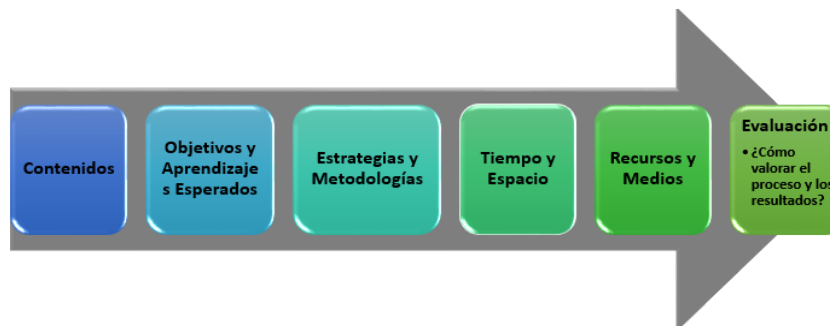 Contenidos
Objetivos y
Aprendizaje
s Esperados
Estrategias y
Metodologías
Tiempo y
Espacio
Recursos y
Medios
Evaluación
• ¿Cómo
valorar el
proceso y los
resultados?